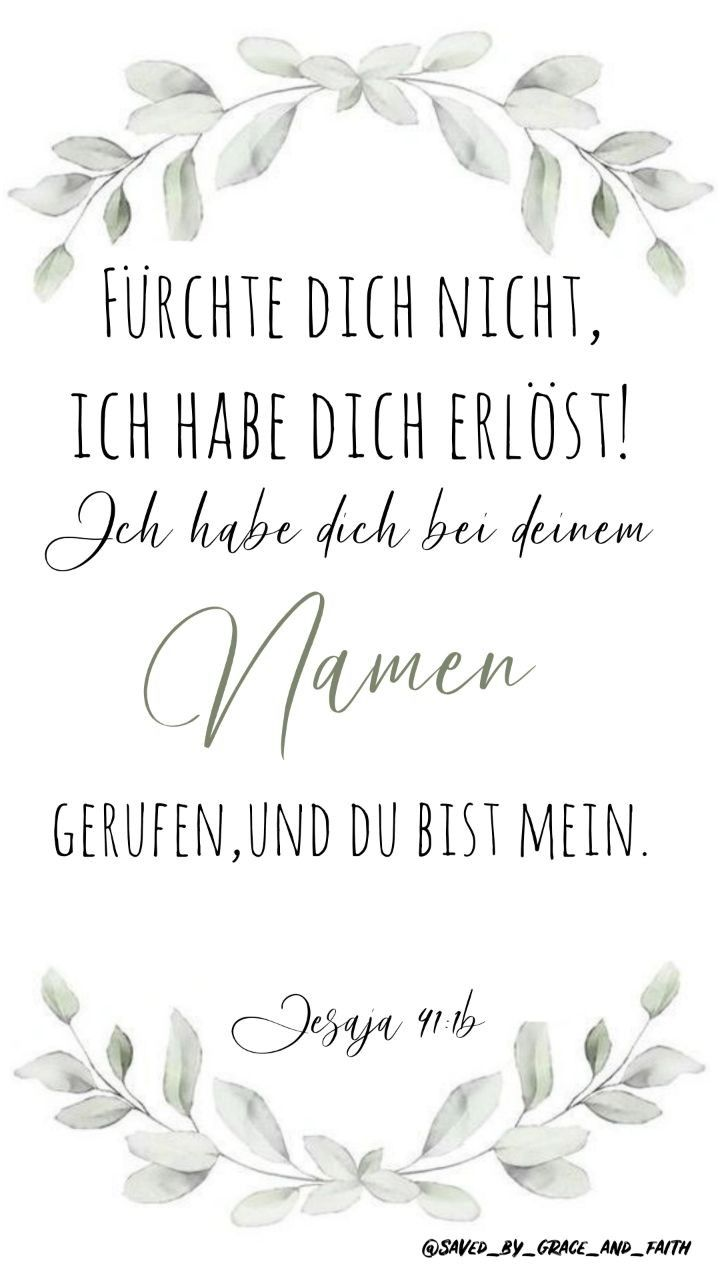 Fürchte dich nicht,
ich habe dich erlöst!
Ich habe dich bei deinem
Namen
gerufen,und du bist mein.
Jesaja 41:1b
@saved_by_grace_and_faith